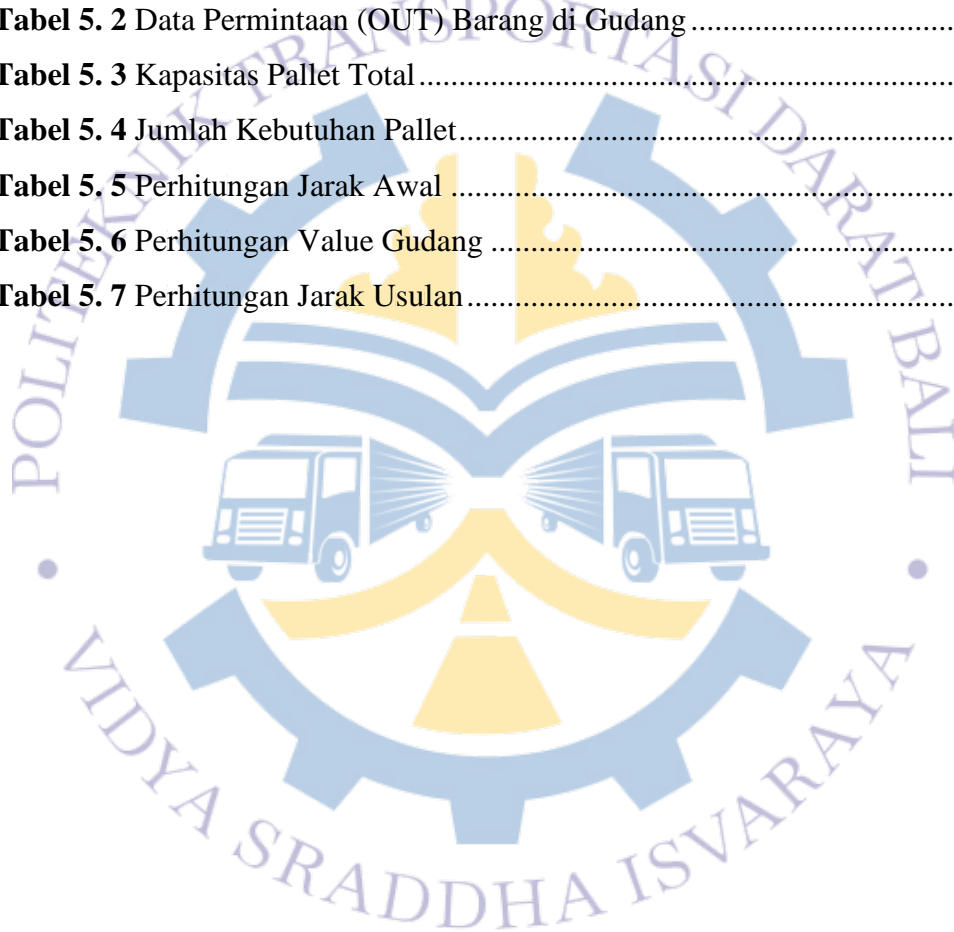 Tabel 5. 2 Data Permintaan (OUT) Barang di Gudang ................................
Tabel 5. 3 Kapasitas Pallet Total ................................
Tabel 5. 4 Jumlah Kebutuhan Pallet ................................
Tabel 5. 5 Perhitungan Jarak Awal ................................
Tabel 5. 6 Perhitungan Value Gudang ................................
Tabel 5. 7 Perhitungan Jarak Usulan ................................
POLITEKNIK TRANSPORTASI DARAT BALI
VIDYA SRADDHA ISVARAYA